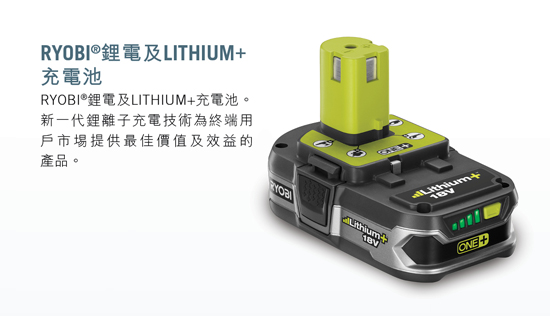 RYOBI®鋰電及LITHIUM+
充電池
RYOBI®鋰電及LITHIUM+充電池。
新一代鋰離子充電技術為終端用
戶市場提供最佳價值及效益的
產品。
ONE+
RYOBI
Lithium+
18V
Lithium+
18V
ONE+